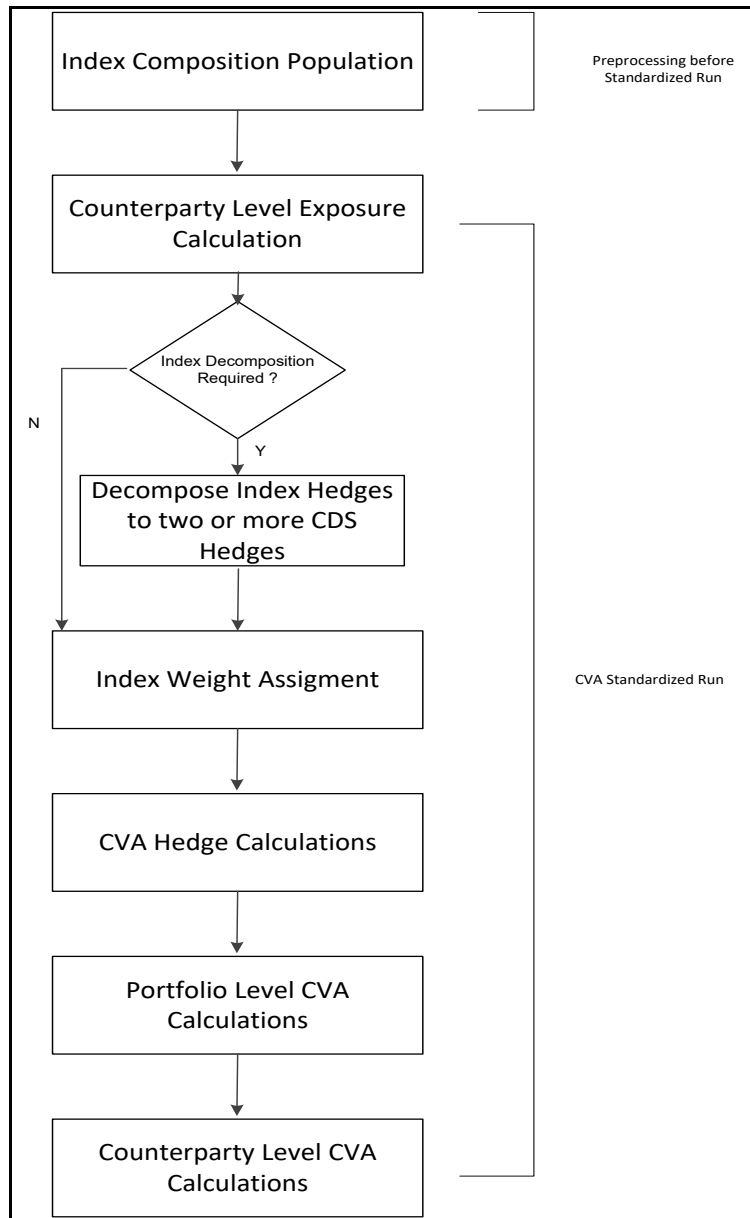 Index Composition Population
Preprocessing before
Standardized Run
Counterparty Level Exposure
Calculation
Index Decomposition
Required ?
N
Y
Decompose Index Hedges
to two or more CDS
Hedges
Index Weight Assigment
CVA Standardized Run
CVA Hedge Calculations
Portfolio Level CVA
Calculations
Counterparty Level CVA
Calculations